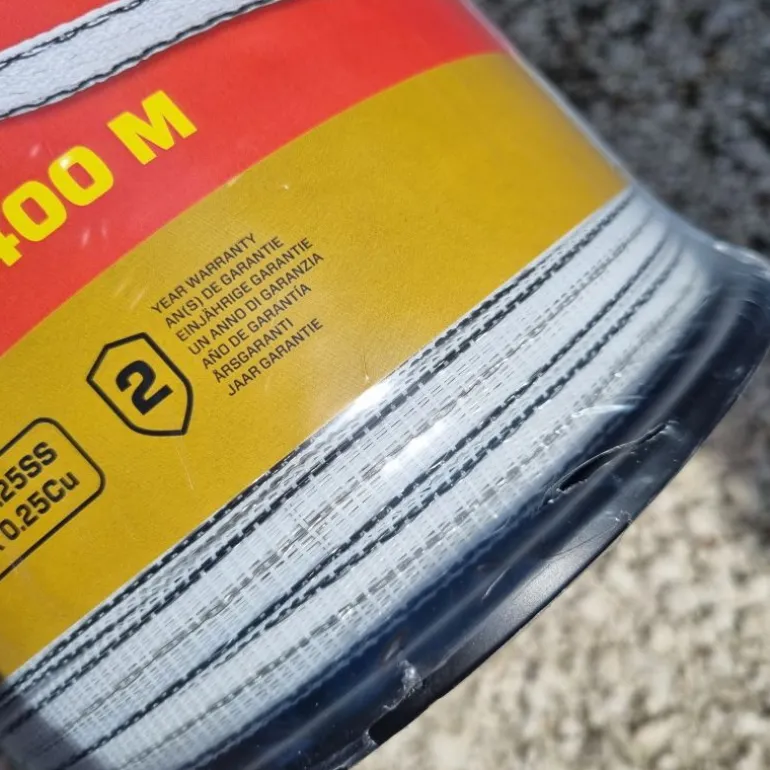 400 M
YEAR WARRANTY
AN(S) DE GARANTIE
EINJÄHRIGE GARANTIE
UN ANNO DI GARANZIA
AÑO DE GARANTÍA
ÅRSGARANTI
JAAR GARANTIE
2
.25SS
0.25Cu